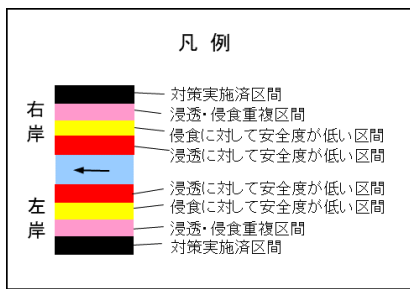 凡 例
右岸
対策実施済区間
浸透・侵食重複区間
侵食に対して安全度が低い区間
浸透に対して安全度が低い区間
左岸
浸透に対して安全度が低い区間
侵食に対して安全度が低い区間
浸透・侵食重複区間
対策実施済区間